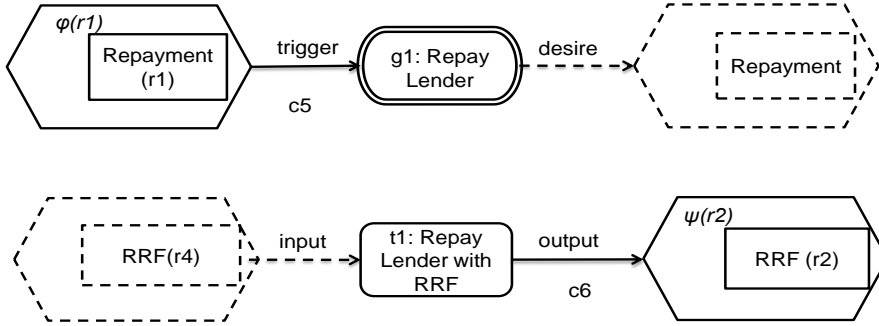 φ(r1)
Repayment
(r1)
trigger
c5
g1: Repay
Lender
desire
Repayment
RRF(r4)
input
t1: Repay
Lender with
RRF
output
c6
ψ(r2)
RRF (r2)